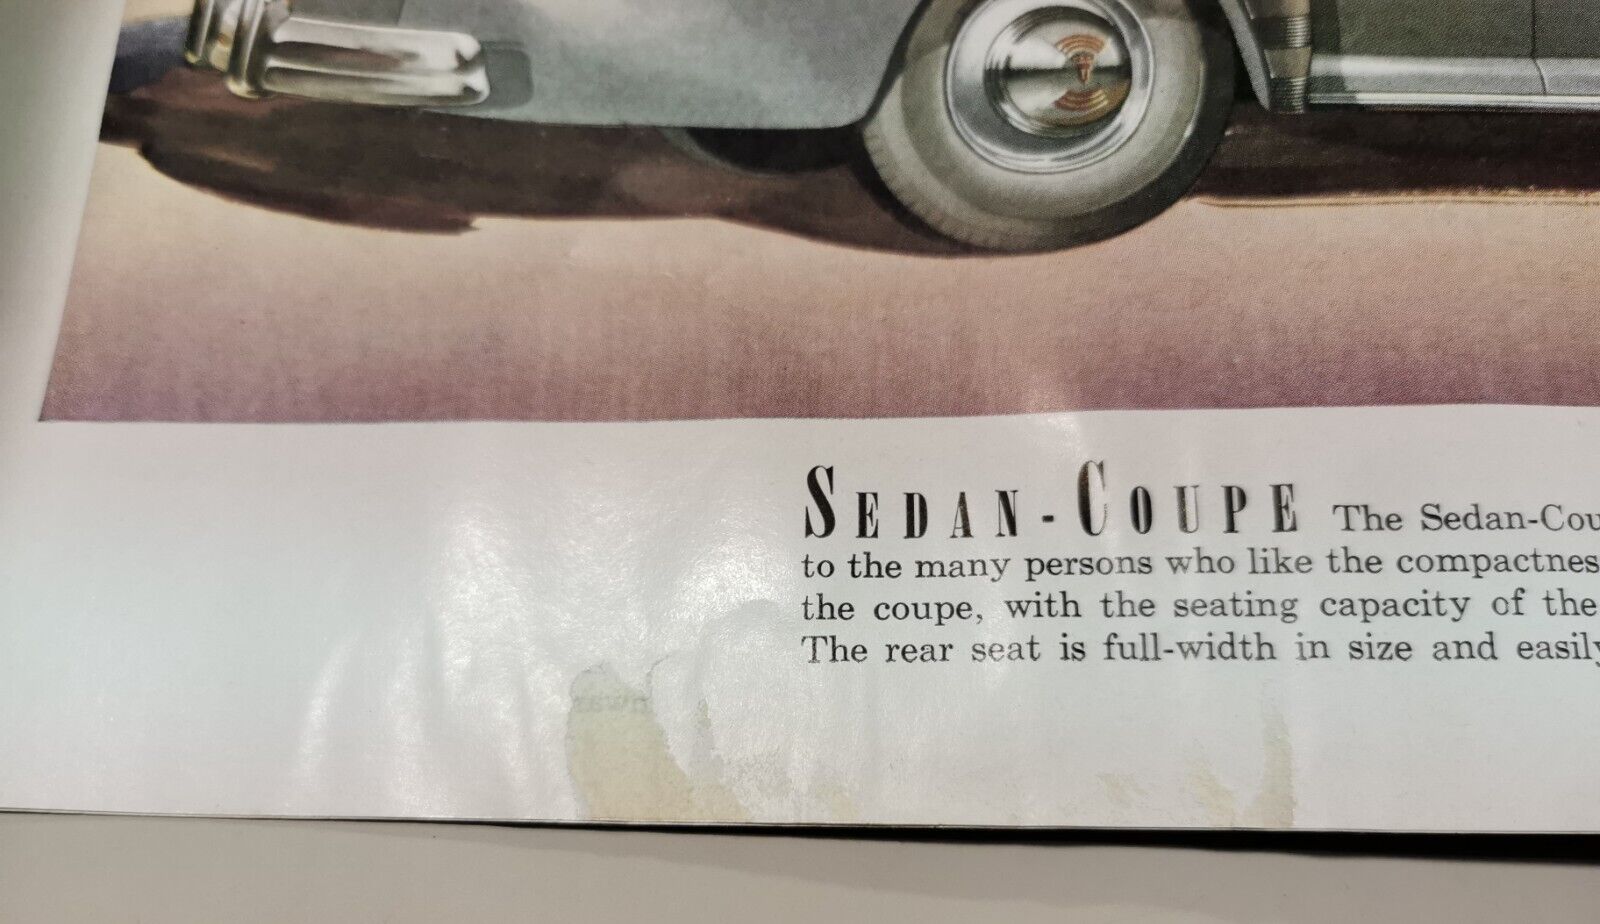 SEDAN-COUPE The Sedan-Cou
to the many persons who like the compactnes
the coupe, with the seating capacity of the
The rear seat is full-width in size and easily